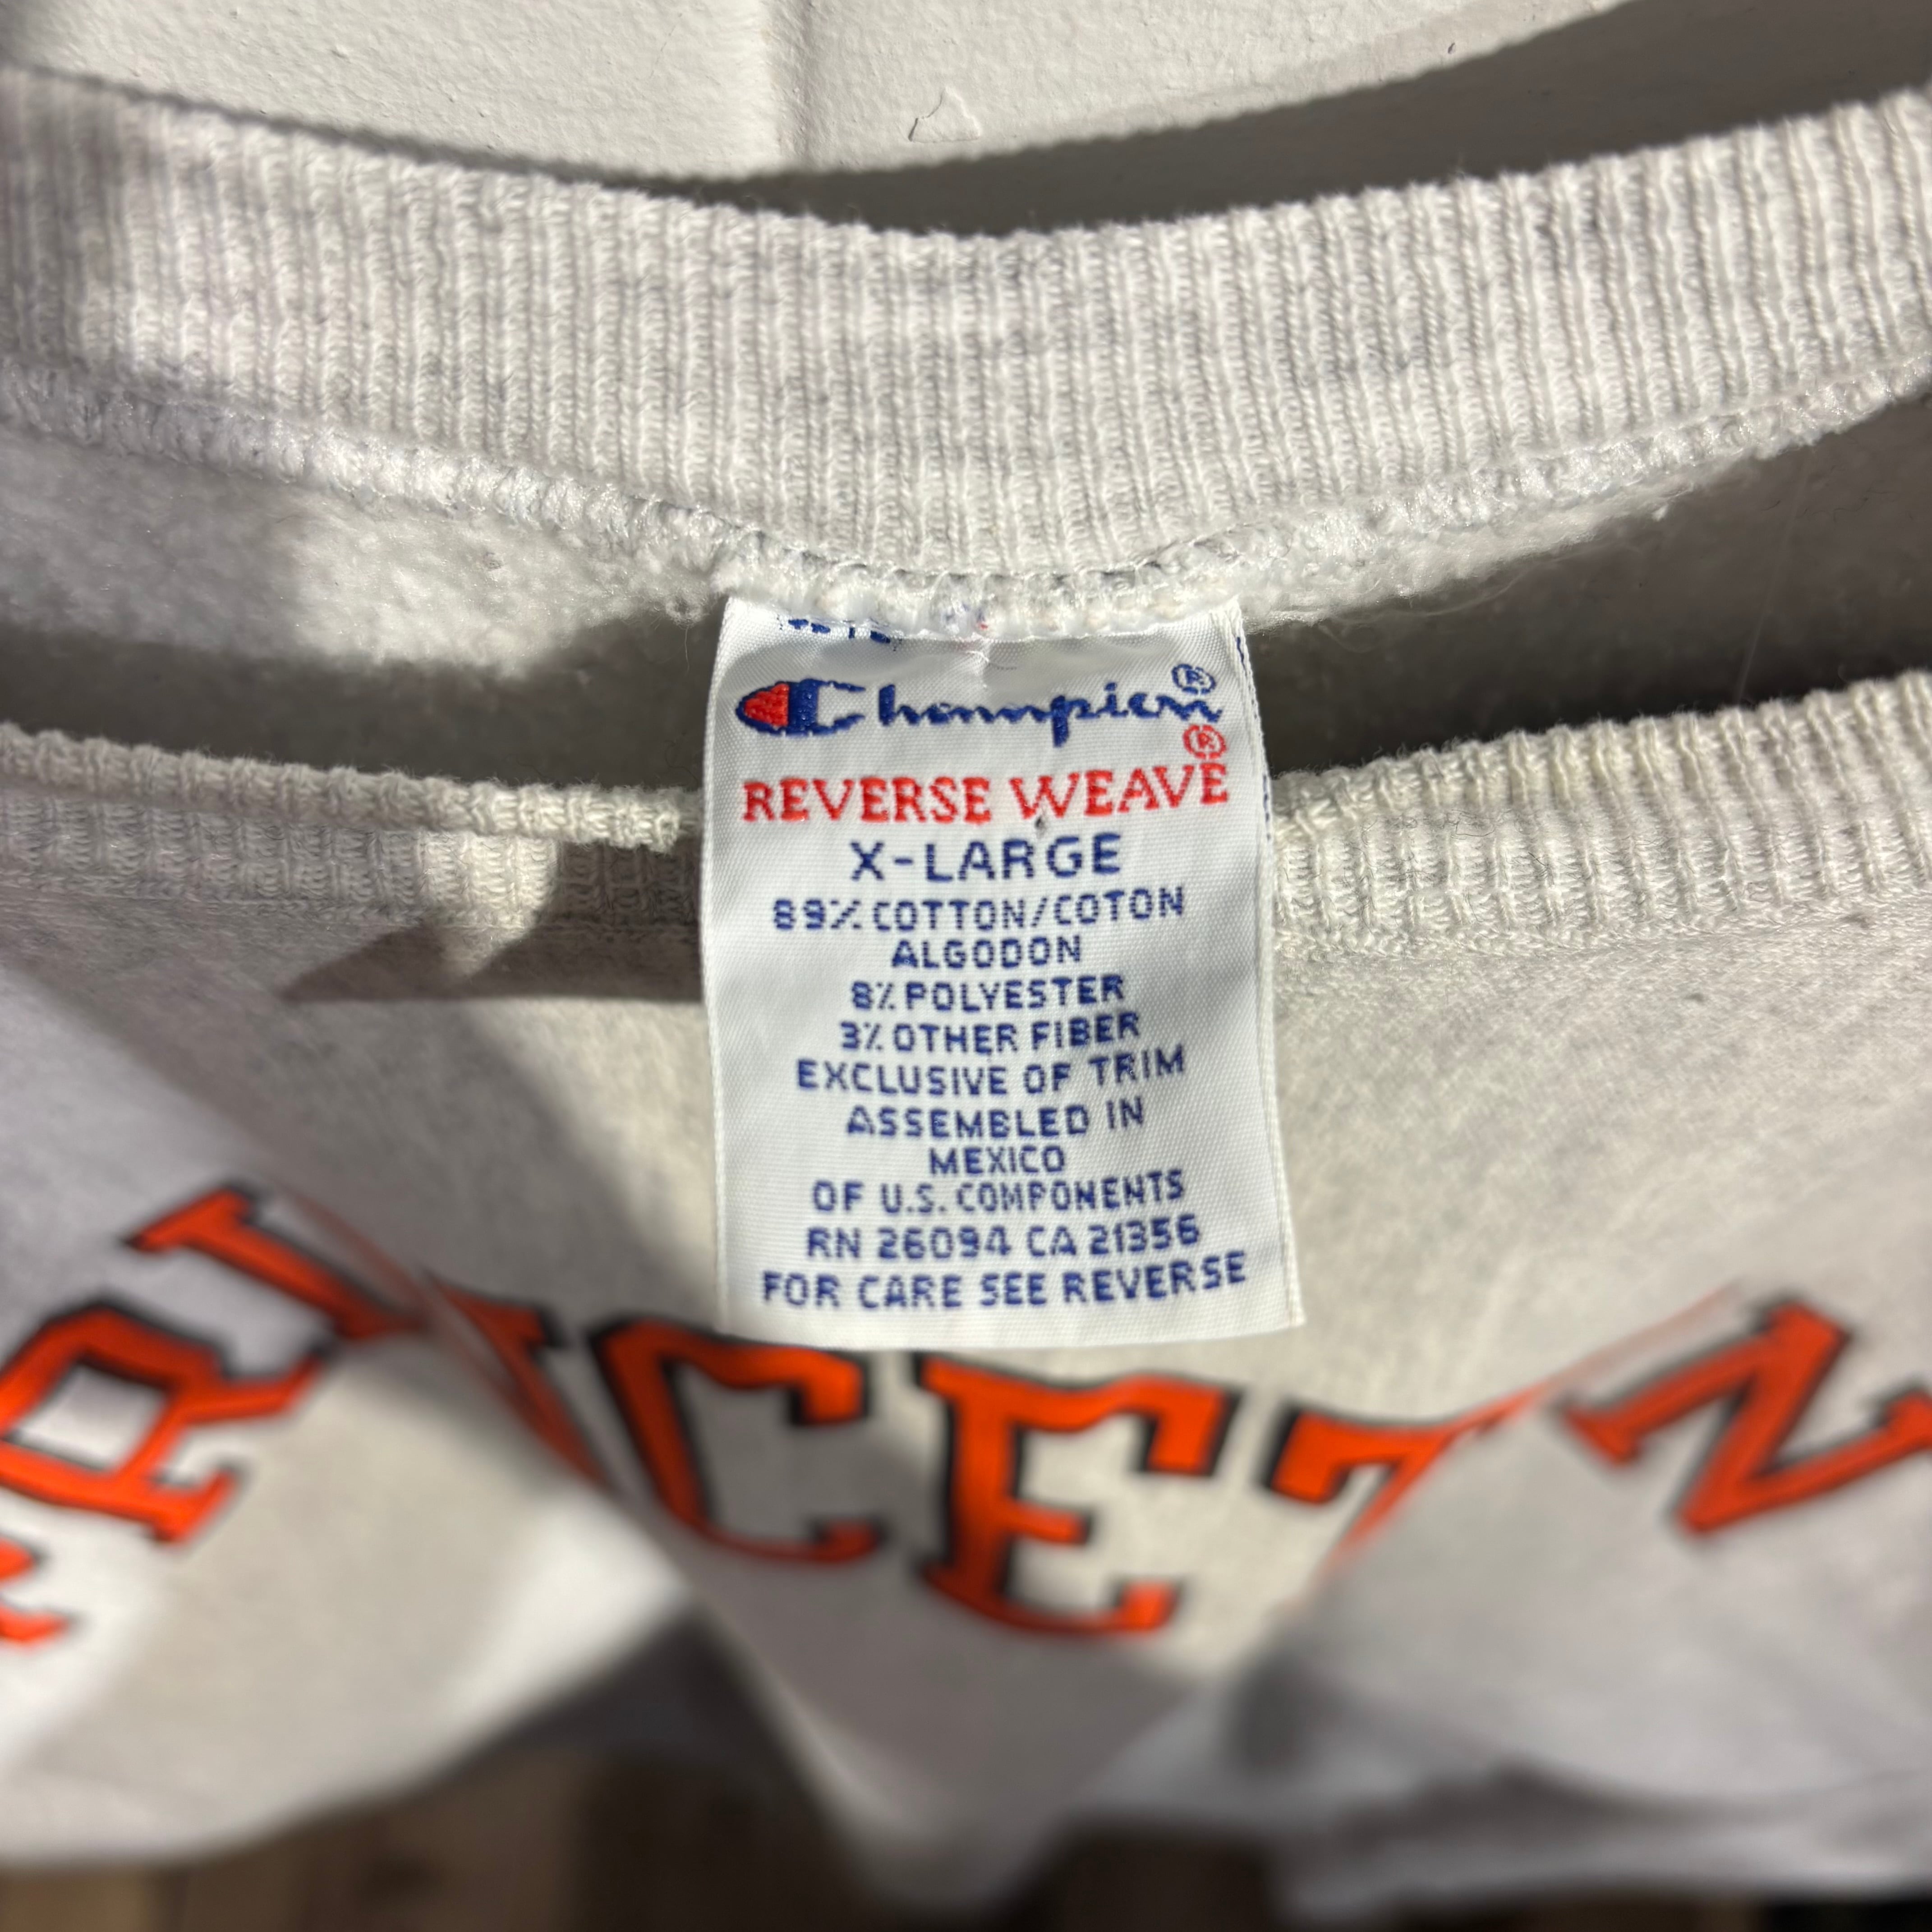 Champion®
REVERSE WEAVE®
X-LARGE
89% COTTON/COTON
ALGODON
8% POLYESTER
3% OTHER FIBER
EXCLUSIVE OF TRIM
ASSEMBLED IN
MEXICO
OF U.S. COMPONENTS
RN 26094 CA 21356
FOR CARE SEE REVERSE